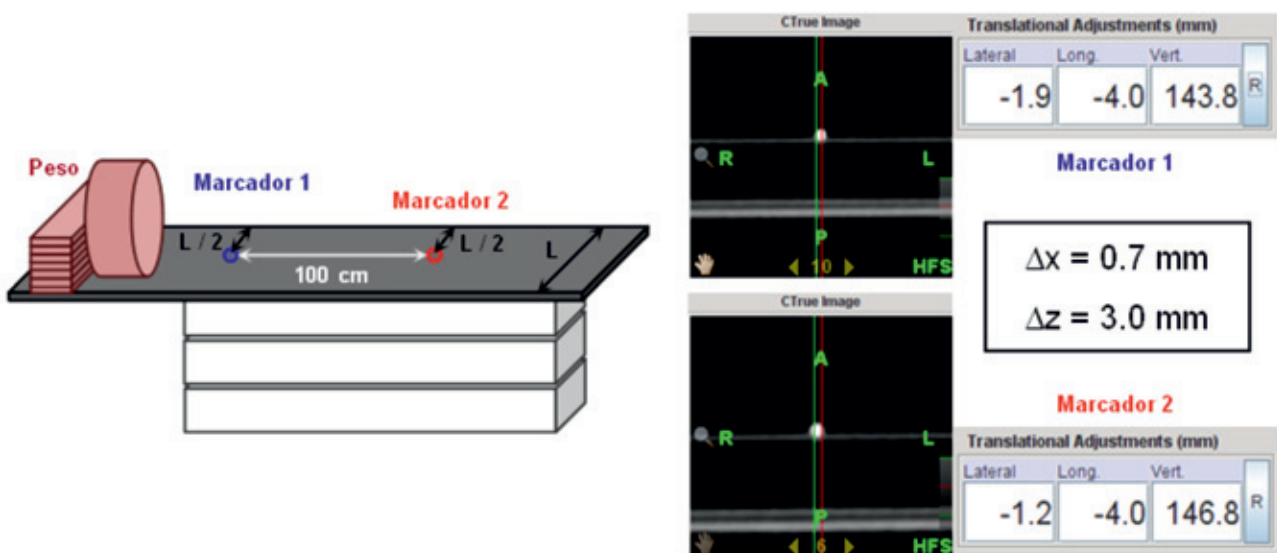 Peso
Marcador 1
Marcador 2
L / 2
L / 2
L
100 cm
CTrue Image
A
R
L
P
10
HFS
Translational Adjustments (mm)
Lateral Long. Vert.
-1.9 -4.0 143.8 R
Marcador 1
Δx = 0.7 mm
Δz = 3.0 mm
CTrue Image
A
R
L
P
6
HFS
Marcador 2
Translational Adjustments (mm)
Lateral Long. Vert.
-1.2 -4.0 146.8 R